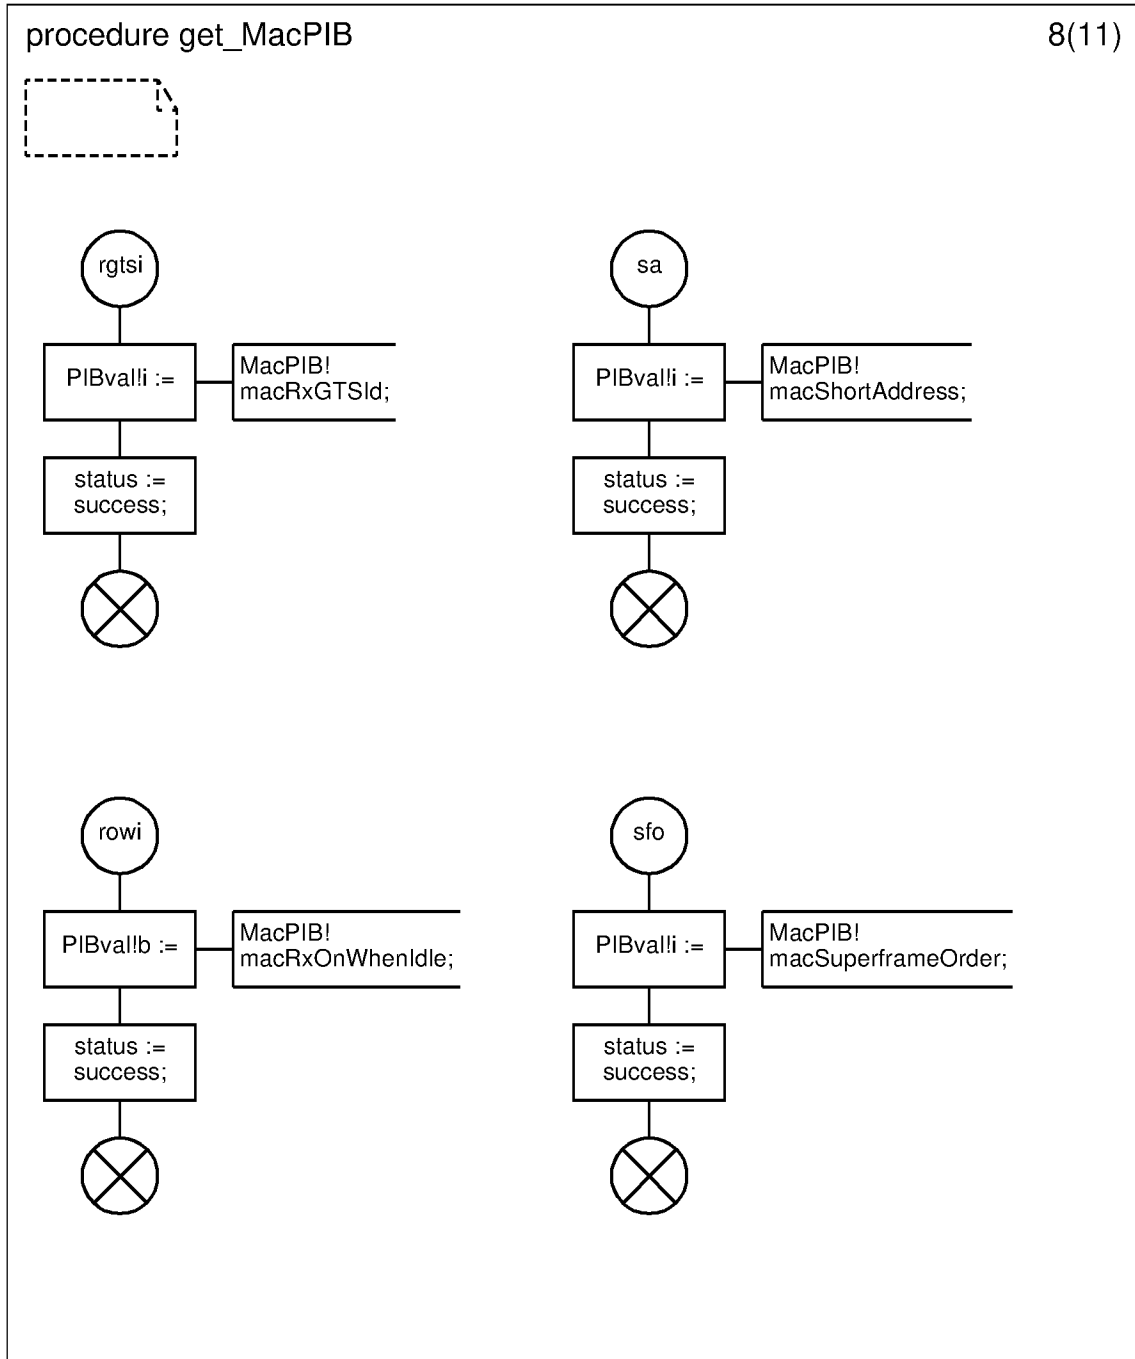 procedure get_MacPIB
8(11)
rgtsi
PIBval!i :=
MacPIB!
macRxGTSId;
status :=
success;
sa
PIBval!i :=
MacPIB!
macShortAddress;
status :=
success;
rowi
PIBval!b :=
MacPIB!
macRxOnWhenIdle;
status :=
success;
sfo
PIBval!i :=
MacPIB!
macSuperframeOrder;
status :=
success;